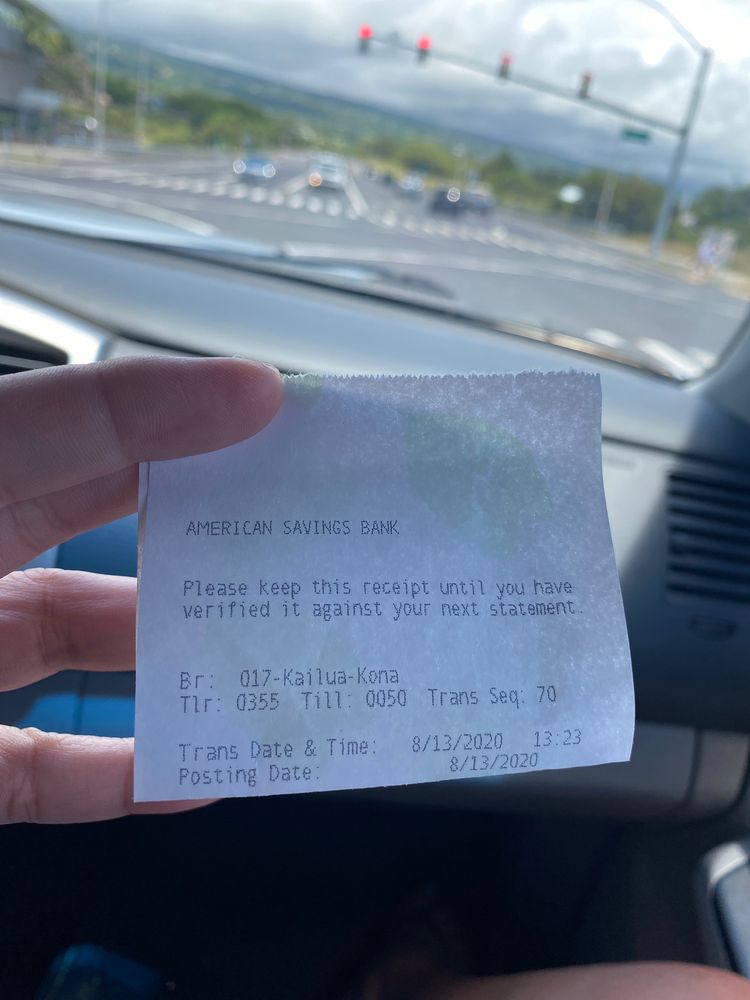 AMERICAN SAVINGS BANK
Please keep this receipt until you have
verified it against your next statement.
Br: 017-Kailua-Kona
Tlr: 0355 Till: 0050 Trans Seq: 70
Trans Date & Time: 8/13/2020 13:23
Posting Date: 8/13/2020